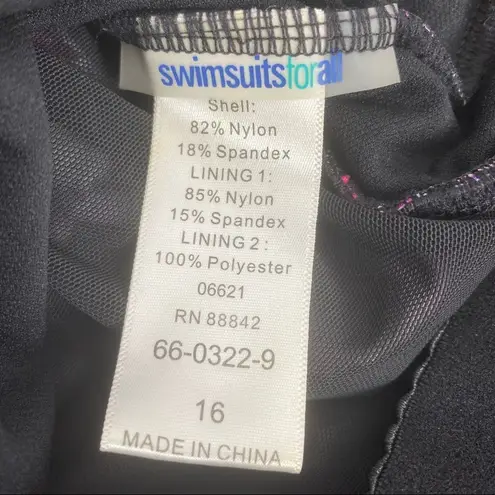 swimsuitsforall
Shell:
82% Nylon
18% Spandex
LINING 1:
85% Nylon
15% Spandex
LINING 2:
100% Polyester
06621
RN 88842
66-0322-9
16
MADE IN CHINA